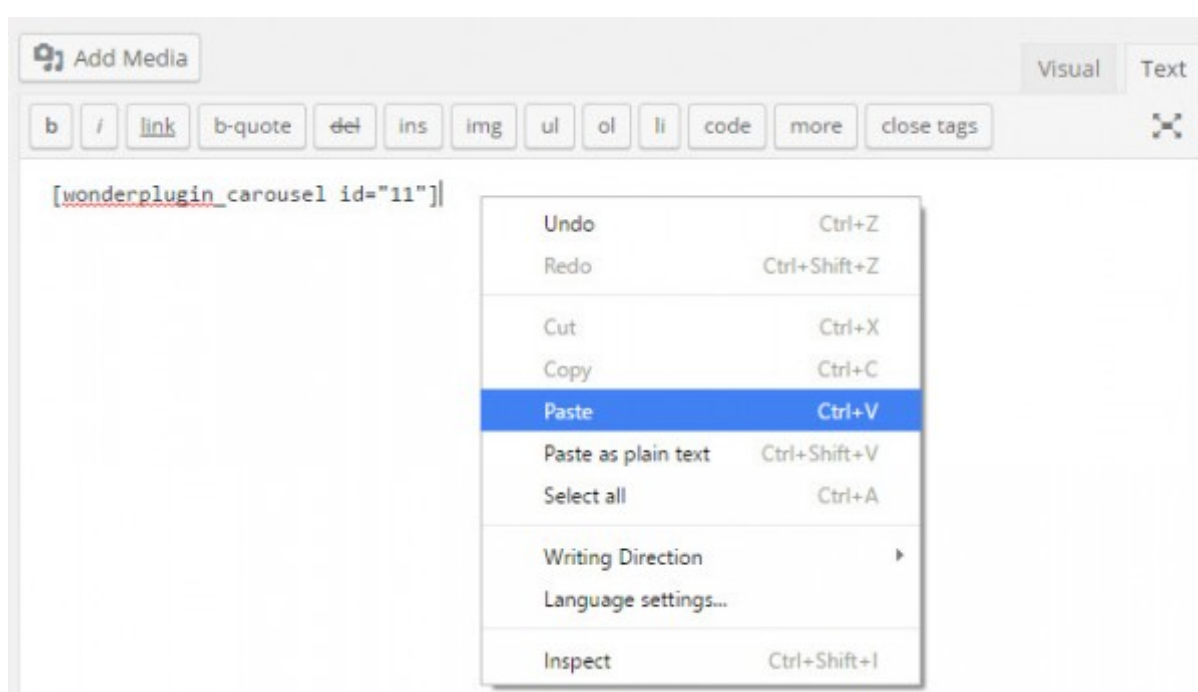 Add Media
Visual Text
b i link b-quote del ins img ul ol li code more close tags
[wonderplugin_carousel id="11"]
Undo Ctrl+Z
Redo Ctrl+Shift+Z
Cut Ctrl+X
Copy Ctrl+C
Paste Ctrl+V
Paste as plain text Ctrl+Shift+V
Select all Ctrl+A
Writing Direction
Language settings...
Inspect Ctrl+Shift+I